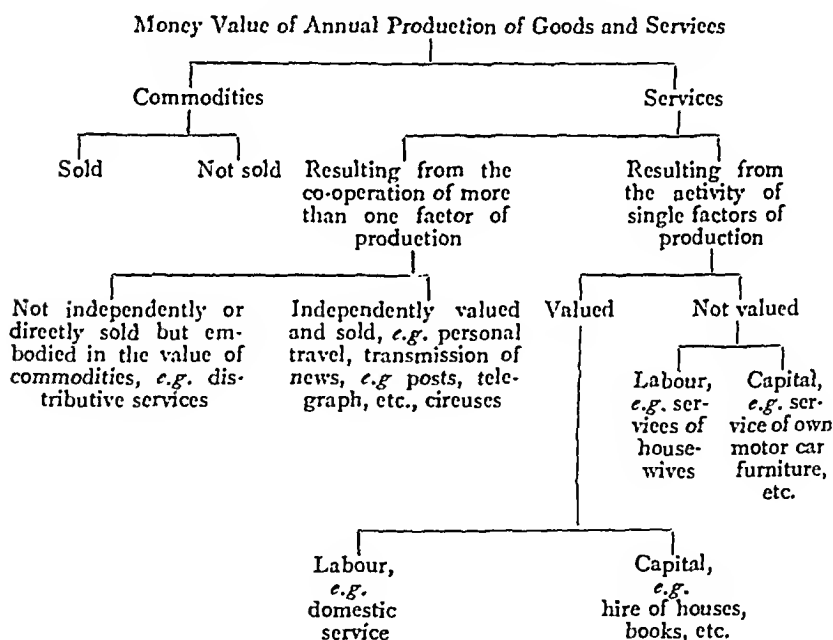 Money Value of Annual Production of Goods and Services
Commodities
Services
Sold
Not sold
Resulting from the
co-operation of more
than one factor of
production
Resulting from
the activity of
single factors of
production
Not independently or
directly sold but em-
bodied in the value of
commodities, e.g. dis-
tributive services
Independently valued
and sold, e.g. personal
travel, transmission of
news, e.g posts, tele-
graph, etc., circuses
Valued
Not valued
Labour,
e.g. ser-
vices of
house-
wives
Capital,
e.g. ser-
vice of own
motor car
furniture,
etc.
Labour,
e.g.
domestic
service
Capital,
e.g.
hire of houses,
books, etc.